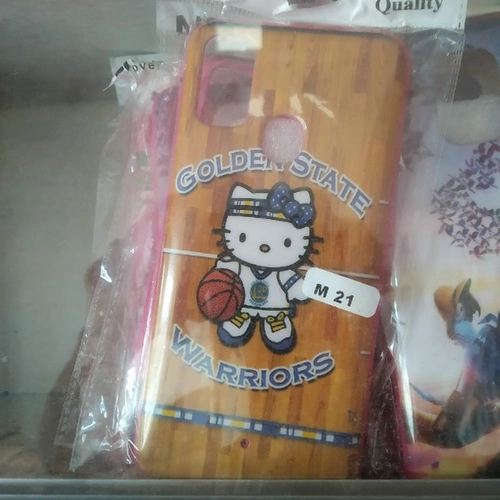 Quality
GOLDEN STATE
M 21
WARRIORS